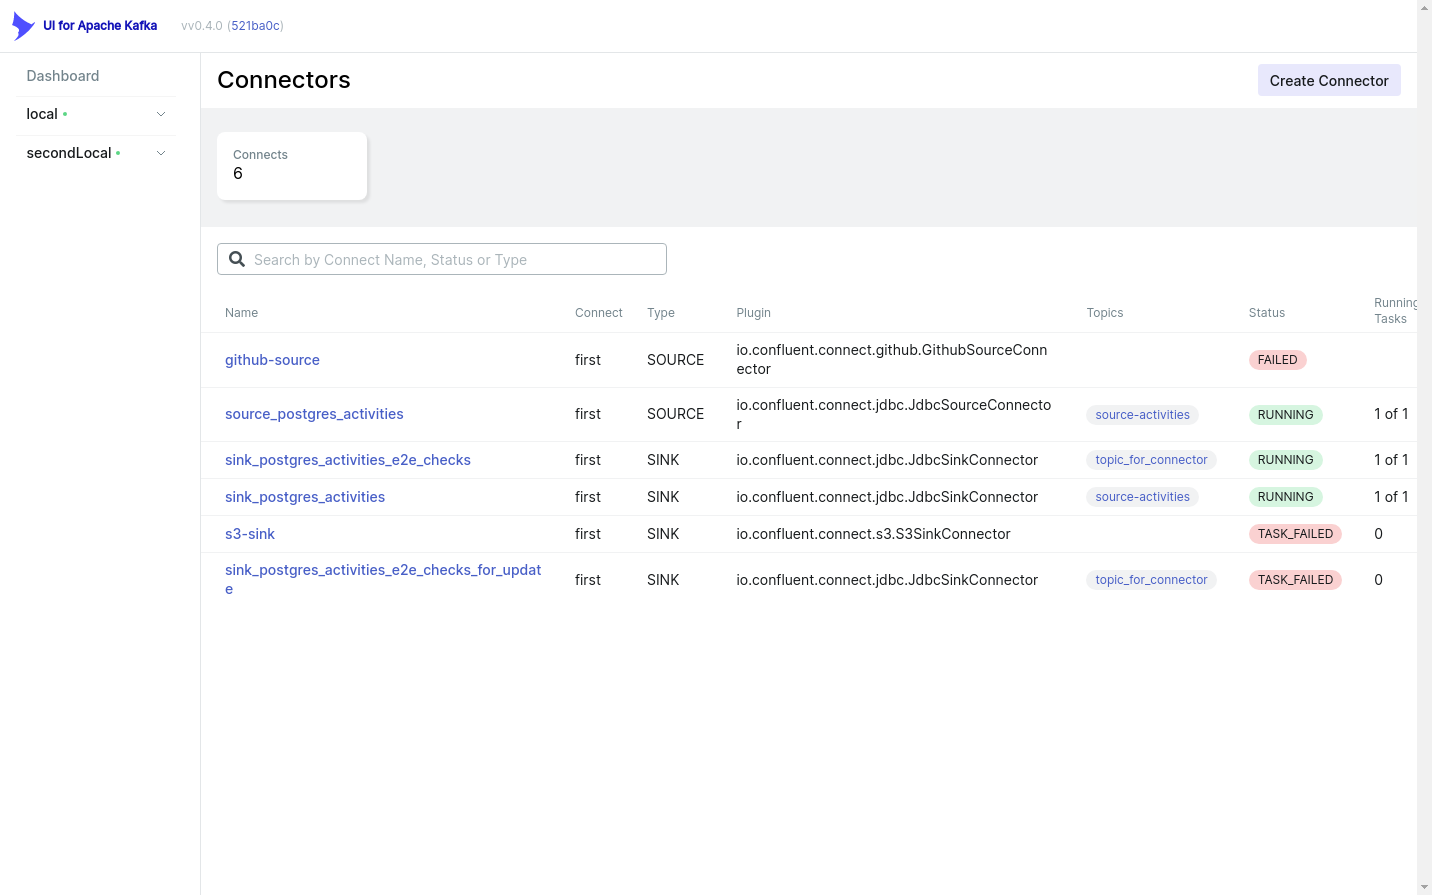 UI for Apache Kafka vv0.4.0 (521ba0c)
Dashboard
local
secondLocal
Connectors
Create Connector
Connects
6
Search by Connect Name, Status or Type
Name Connect Type Plugin Topics Status Running
Tasks
github-source first SOURCE io.confluent.connect.github.GithubSourceConn
ector FAILED
source_postgres_activities first SOURCE io.confluent.connect.jdbc.JdbcSourceConnecto
r source-activities RUNNING 1 of 1
sink_postgres_activities_e2e_checks first SINK io.confluent.connect.jdbc.JdbcSinkConnector topic_for_connector RUNNING 1 of 1
sink_postgres_activities first SINK io.confluent.connect.jdbc.JdbcSinkConnector source-activities RUNNING 1 of 1
s3-sink first SINK io.confluent.connect.s3.S3SinkConnector TASK_FAILED 0
sink_postgres_activities_e2e_checks_for_updat
e first SINK io.confluent.connect.jdbc.JdbcSinkConnector topic_for_connector TASK_FAILED 0